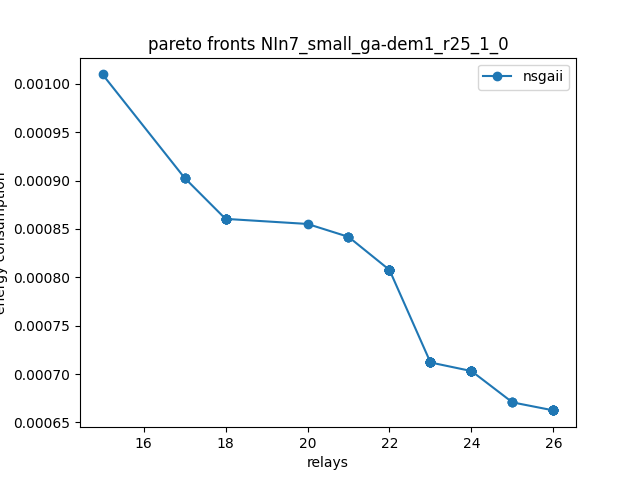 pareto fronts NIn7_small_ga-dem1_r25_1_0
nsgaii
0.00100
0.00095
0.00090
0.00085
0.00080
0.00075
0.00070
0.00065
energy consumption
16 18 20 22 24 26
relays